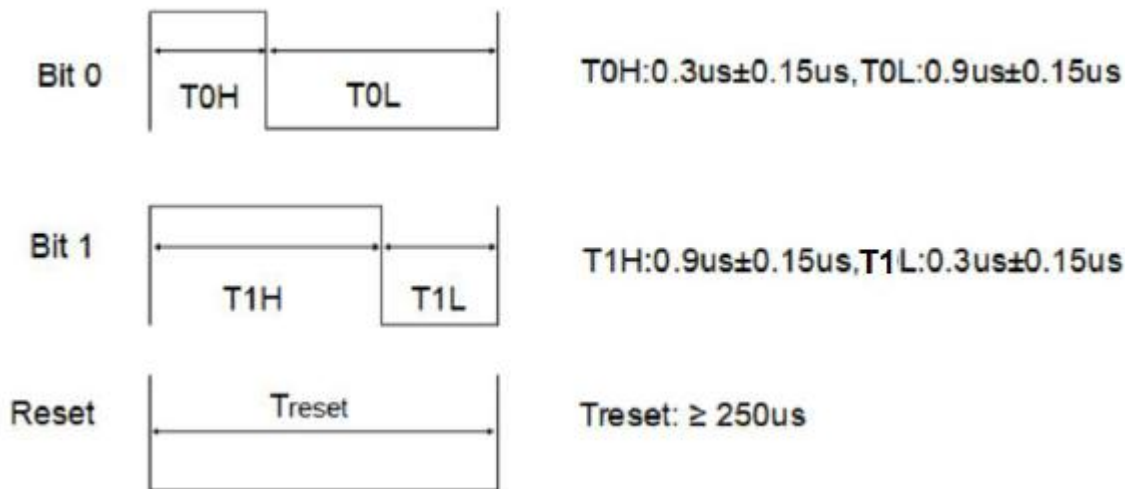 Bit 0
T0H
T0L
T0H:0.3us±0.15us,T0L:0.9us±0.15us
Bit 1
T1H
T1L
T1H:0.9us±0.15us,T1L:0.3us±0.15us
Reset
Treset
Treset: ≥ 250us